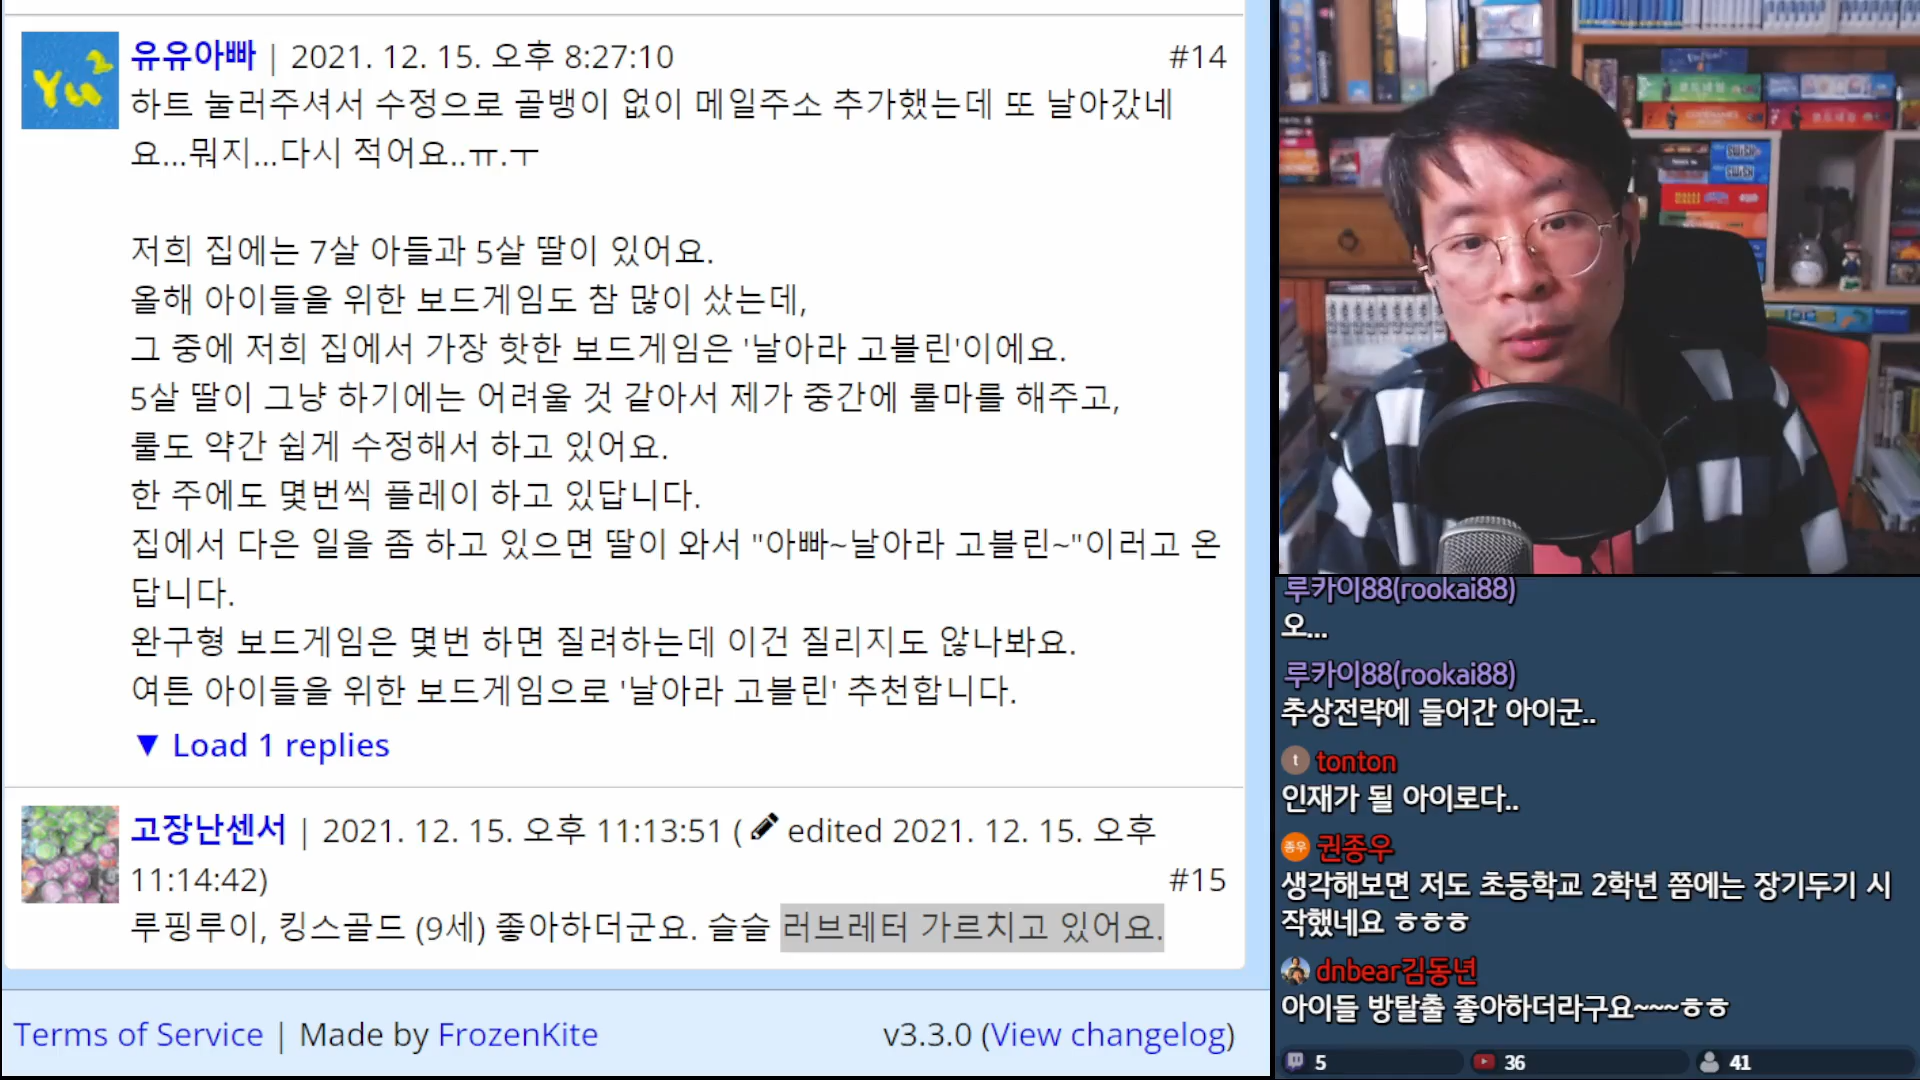 유유아빠 | 2021. 12. 15. 오후 8:27:10 #14
하트 눌러주셔서 수정으로 골뱅이 없이 메일주소 추가했는데 또 날아갔네
요...뭐지...다시 적어요..ㅠ.ㅜ
저희 집에는 7살 아들과 5살 딸이 있어요.
올해 아이들을 위한 보드게임도 참 많이 샀는데,
그 중에 저희 집에서 가장 핫한 보드게임은 '날아라 고블린'이에요.
5살 딸이 그냥 하기에는 어려울 것 같아서 제가 중간에 룰마를 해주고,
룰도 약간 쉽게 수정해서 하고 있어요.
한 주에도 몇번씩 플레이 하고 있답니다.
집에서 다은 일을 좀 하고 있으면 딸이 와서 "아빠~날아라 고블린~"이러고 온
답니다.
완구형 보드게임은 몇번 하면 질려하는데 이건 질리지도 않나봐요.
여튼 아이들을 위한 보드게임으로 '날아라 고블린' 추천합니다.
▼ Load 1 replies
고장난센서 | 2021. 12. 15. 오후 11:13:51 ( edited 2021. 12. 15. 오후
11:14:42) #15
루핑루이, 킹스골드 (9세) 좋아하더군요. 슬슬 러브레터 가르치고 있어요.
Terms of Service | Made by FrozenKite v3.3.0 (View changelog)
루카이88(rookai88)
오...
루카이88(rookai88)
추상전략에 들어간 아이군..
t tonton
인재가 될 아이로다..
종우 권종우
생각해보면 저도 초등학교 2학년 쯤에는 장기두기 시
작했네요 ㅎㅎㅎ
dnbear김동년
아이들 방탈출 좋아하더라구요~~~ㅎㅎ
5 36 41